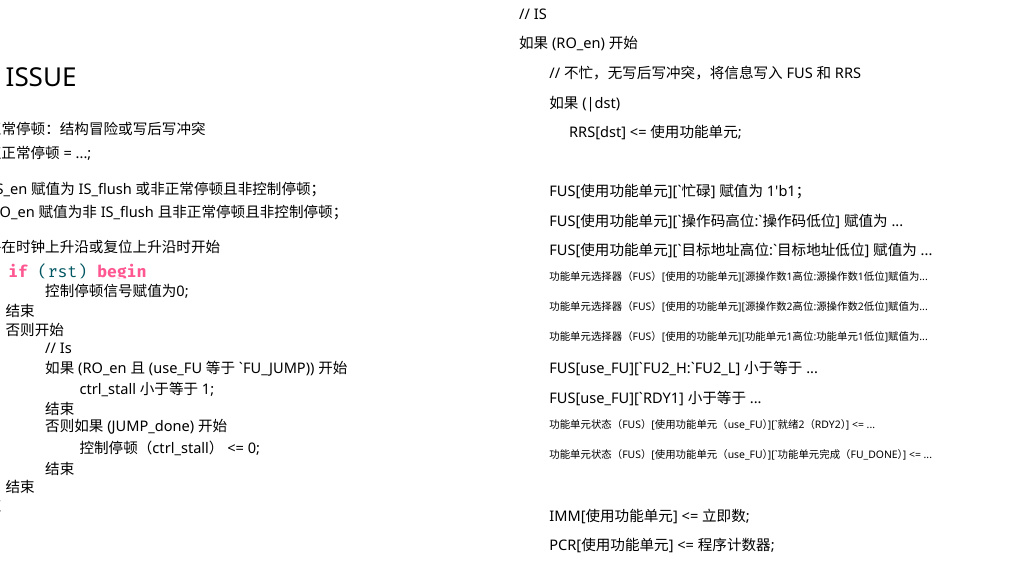 ISSUE
常停顿：结构冒险或写后写冲突
正常停顿 = ...;
S_en 赋值为 IS_flush 或非正常停顿且非控制停顿；
O_en 赋值为非 IS_flush 且非正常停顿且非控制停顿；
在时钟上升沿或复位上升沿时开始
if (rst) begin
控制停顿信号赋值为0;
结束
否则开始
// Is
如果 (RO_en 且 (use_FU 等于 `FU_JUMP)) 开始
ctrl_stall 小于等于 1;
结束
否则如果 (JUMP_done) 开始
控制停顿（ctrl_stall） <= 0;
结束
结束
// IS
如果 (RO_en) 开始
// 不忙，无写后写冲突，将信息写入 FUS 和 RRS
如果 (|dst)
RRS[dst] <= 使用功能单元;
FUS[使用功能单元][`忙碌] 赋值为 1'b1；
FUS[使用功能单元][`操作码高位:`操作码低位] 赋值为 ...
FUS[使用功能单元][`目标地址高位:`目标地址低位] 赋值为 ...
功能单元选择器（FUS）[使用的功能单元][源操作数1高位:源操作数1低位]赋值为...
功能单元选择器（FUS）[使用的功能单元][源操作数2高位:源操作数2低位]赋值为...
功能单元选择器（FUS）[使用的功能单元][功能单元1高位:功能单元1低位]赋值为...
FUS[use_FU][`FU2_H:`FU2_L] 小于等于 ...
FUS[use_FU][`RDY1] 小于等于 ...
功能单元状态（FUS）[使用功能单元（use_FU）][`就绪2（RDY2）] <= ...
功能单元状态（FUS）[使用功能单元（use_FU）][`功能单元完成（FU_DONE）] <= ...
IMM[使用功能单元] <= 立即数;
PCR[使用功能单元] <= 程序计数器;